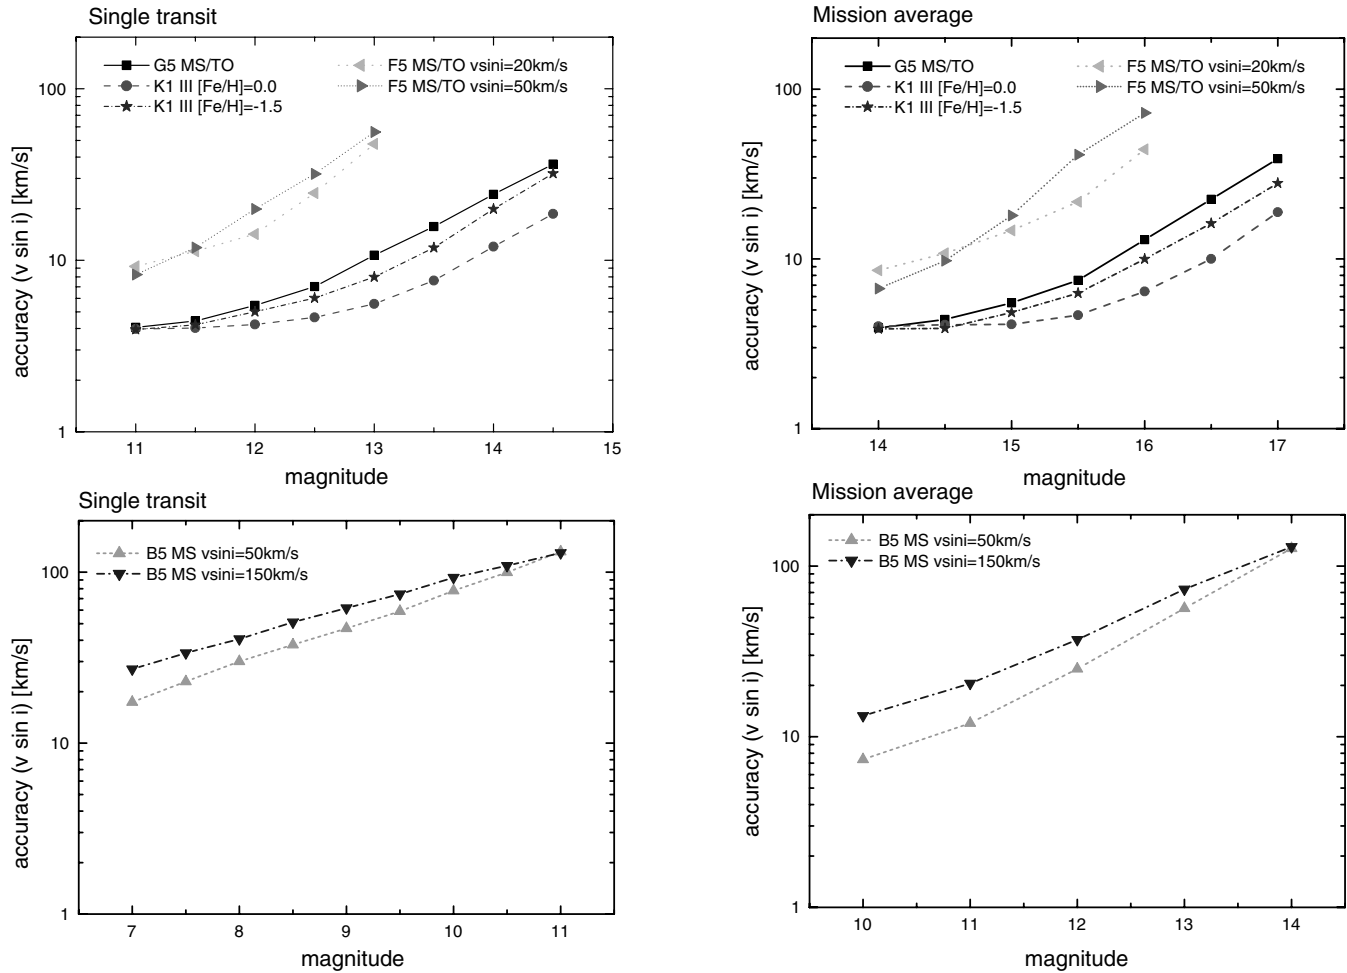 Single transit
G5 MS/TO
K1 III [Fe/H]=0.0
K1 III [Fe/H]=-1.5
F5 MS/TO vsini=20km/s
F5 MS/TO vsini=50km/s
accuracy (v sin i) [km/s]
100
10
1
11 12 13 14 15
magnitude
Mission average
G5 MS/TO
K1 III [Fe/H]=0.0
K1 III [Fe/H]=-1.5
F5 MS/TO vsini=20km/s
F5 MS/TO vsini=50km/s
accuracy (v sin i) [km/s]
100
10
1
14 15 16 17
magnitude
Single transit
B5 MS vsini=50km/s
B5 MS vsini=150km/s
accuracy (v sin i) [km/s]
100
10
1
7 8 9 10 11
magnitude
Mission average
B5 MS vsini=50km/s
B5 MS vsini=150km/s
accuracy (v sin i) [km/s]
100
10
1
10 11 12 13 14
magnitude